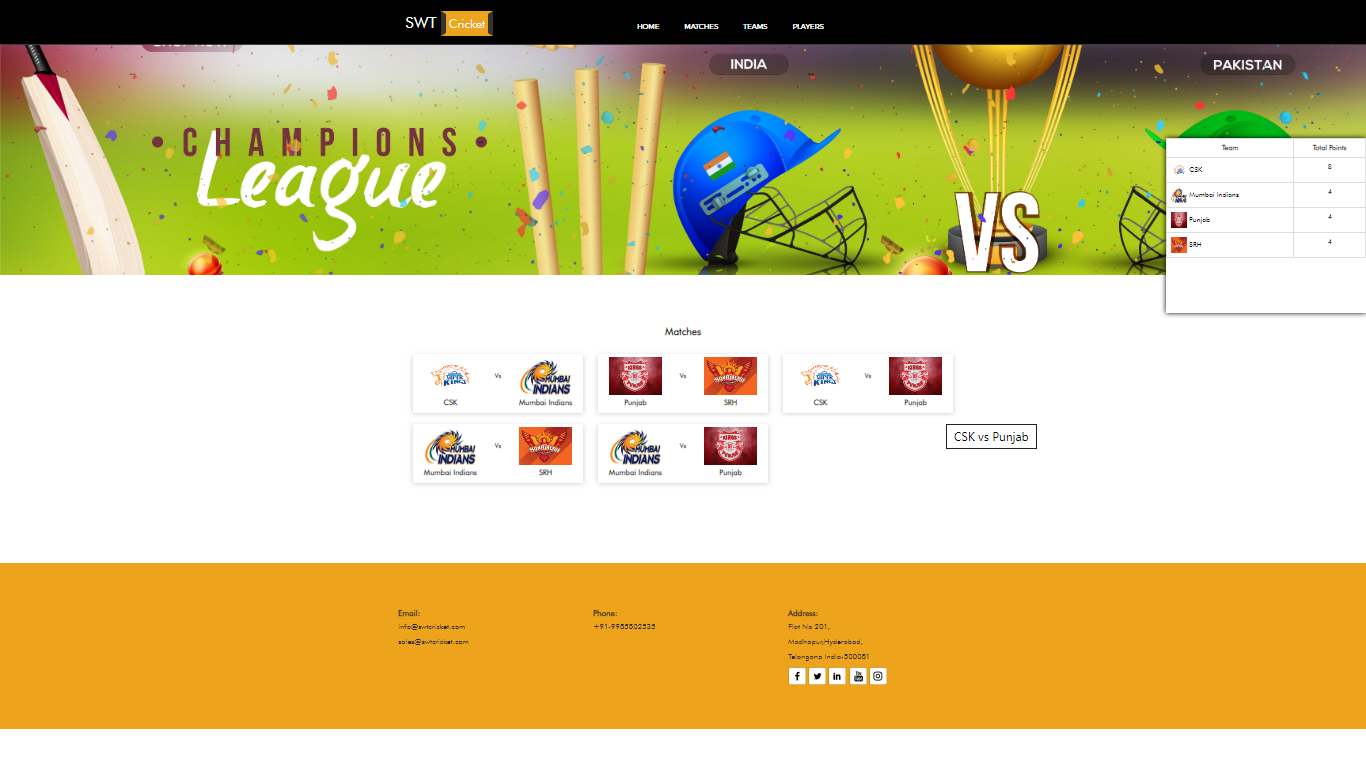 SWT Cricket
HOME MATCHES TEAMS PLAYERS
INDIA
PAKISTAN
• CHAMPIONS •
League
VS
Team Total Points
CSK 8
Mumbai Indians 4
Punjab 4
SRH 4
Matches
CSK Vs Mumbai Indians
Punjab Vs SRH
CSK Vs Punjab
Mumbai Indians Vs SRH
Mumbai Indians Vs Punjab
CSK vs Punjab
Email:
info@swtcricket.com
sales@swtcricket.com
Phone:
+91-9985802535
Address:
Flat No 201,
Madhapur,Hyderabad,
Telangana India-500081